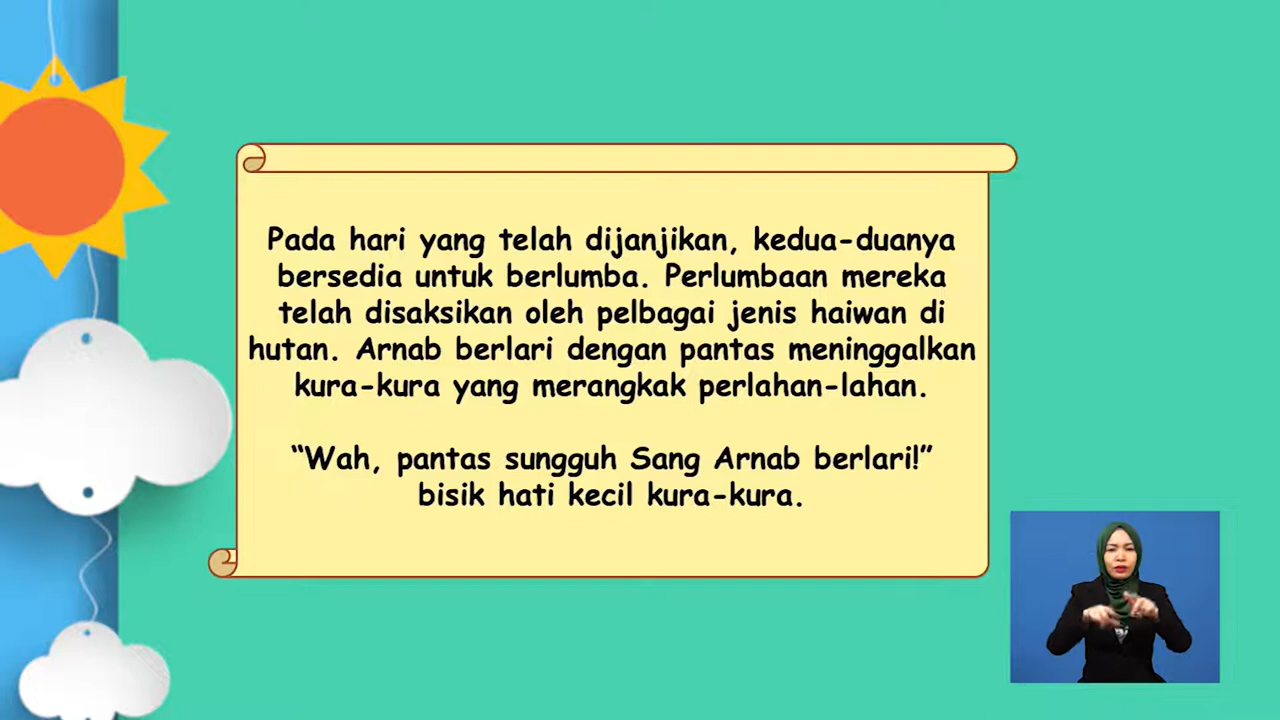 Pada hari yang telah dijanjikan, kedua-duanya
bersedia untuk berlumba. Perlumbaan mereka
telah disaksikan oleh pelbagai jenis haiwan di
hutan. Arnab berlari dengan pantas meninggalkan
kura-kura yang merangkak perlahan-lahan.
“Wah, pantas sungguh Sang Arnab berlari!”
bisik hati kecil kura-kura.